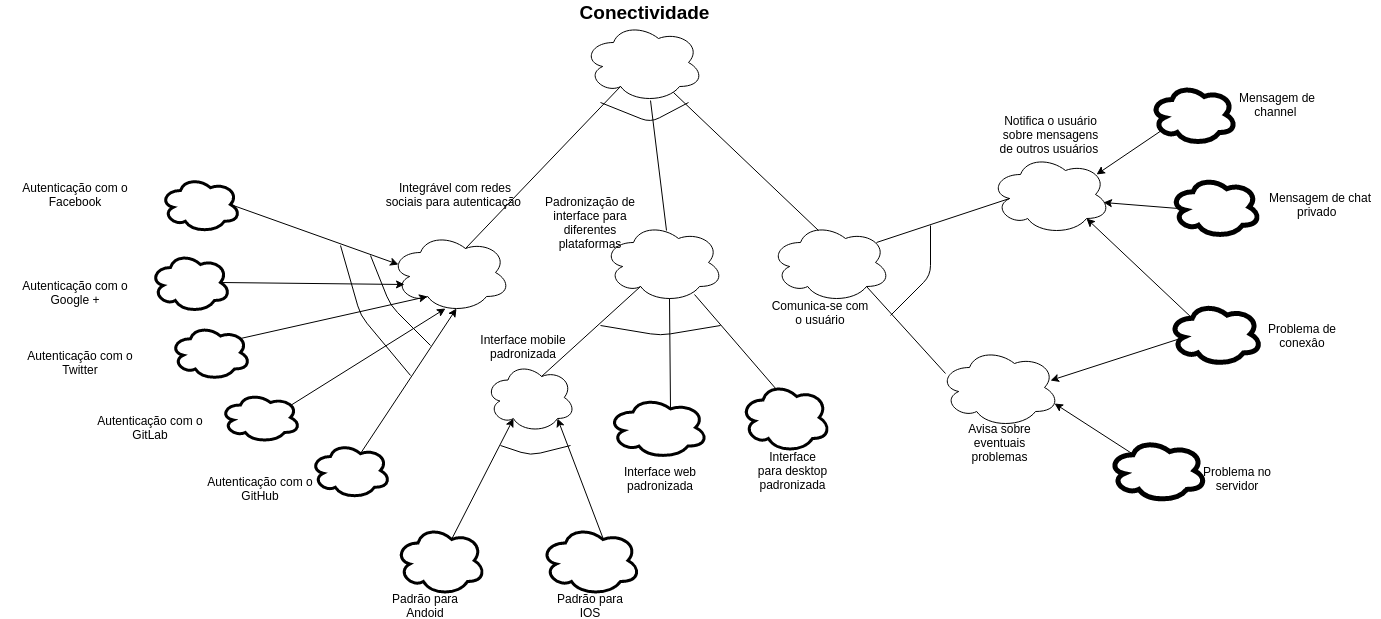 Conectividade
Autenticação com o
Facebook
Autenticação com o
Google +
Autenticação com o
Twitter
Autenticação com o
GitLab
Autenticação com o
GitHub
Integrável com redes
sociais para autenticação
Padronização de
interface para
diferentes
plataformas
Interface mobile
padronizada
Padrão para
Andoid
Padrão para
IOS
Interface web
padronizada
Interface
para desktop
padronizada
Comunica-se com
o usuário
Notifica o usuário
sobre mensagens
de outros usuários
Mensagem de
channel
Mensagem de chat
privado
Problema de
conexão
Avisa sobre
eventuais
problemas
Problema no
servidor